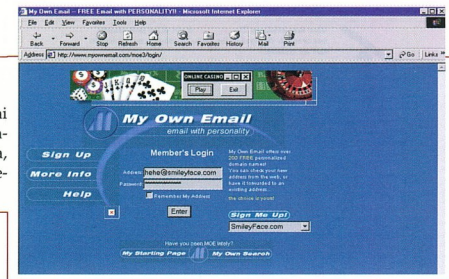 My Own Email -- FREE Email with PERSONALITY!! - Microsoft Internet Explorer
File Edit View Favorites Tools Help
Back Forward Stop Refresh Home Search Favorites History Mail Print
Address http://www.myownemail.com/moe3/login/ Go Links
ONLINE CASINO
Play Exit
My Own Email
email with personality
Sign Up
More Info
Help
Member's Login
Address: hehe@smileyface.com
Password:
Remember My Address
Enter
My Own Email offers over
200 FREE personalized
domain names!
You can check your new
address from the web, or
have it forwarded to an
existing address.
the choice is yours!
Sign Me Up!
SmileyFace.com
Have you been MOE lately?
My Starting Page My Own Search